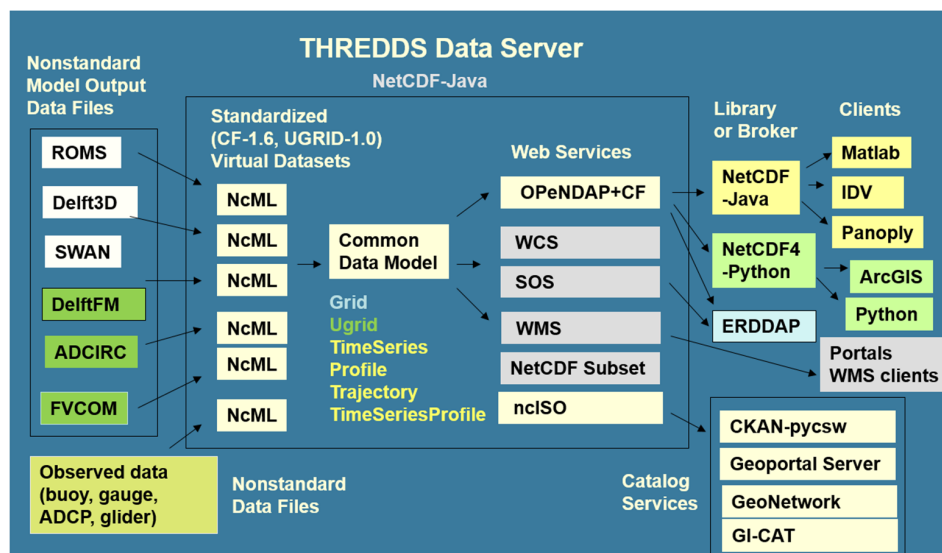 THREDDS Data Server
NetCDF-Java
Nonstandard
Model Output
Data Files
ROMS
Delft3D
SWAN
DelftFM
ADCIRC
FVCOM
Observed data
(buoy, gauge,
ADCP, glider)
Nonstandard
Data Files
Standardized
(CF-1.6, UGRID-1.0)
Virtual Datasets
NcML
NcML
NcML
NcML
NcML
NcML
Common
Data Model
Grid
Ugrid
TimeSeries
Profile
Trajectory
TimeSeriesProfile
Web Services
OPeNDAP+CF
WCS
SOS
WMS
NetCDF Subset
ncISO
Library
or Broker
NetCDF
-Java
NetCDF4
-Python
ERDDAP
Clients
Matlab
IDV
Panoply
ArcGIS
Python
Portals
WMS clients
Catalog
Services
CKAN-pycsw
Geoportal Server
GeoNetwork
GI-CAT